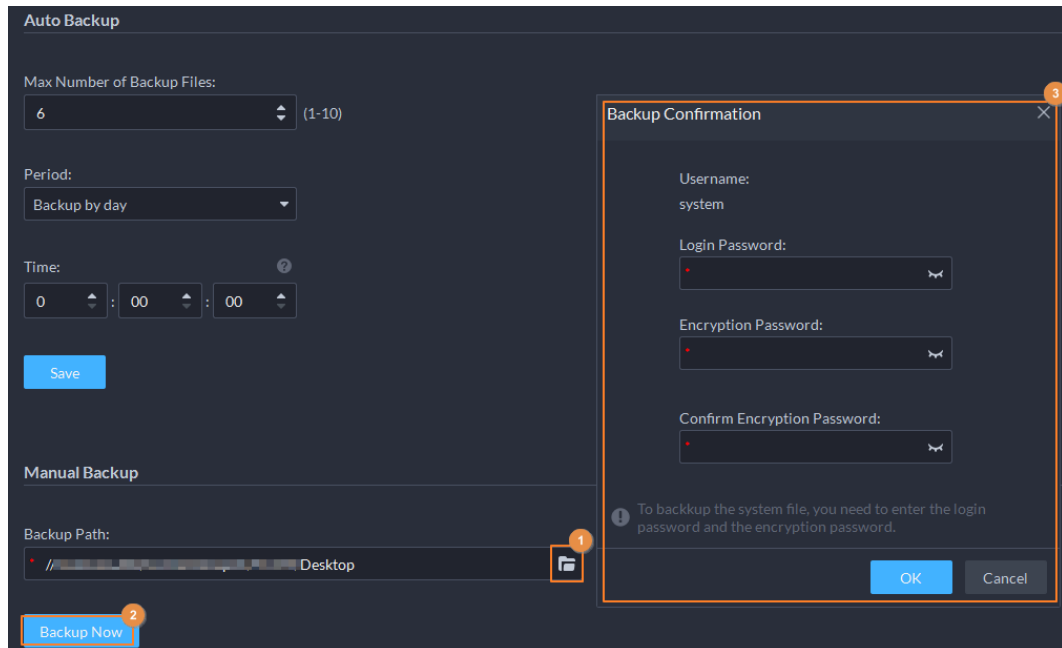 Auto Backup
Max Number of Backup Files:
6 (1-10)
Period:
Backup by day
Time: ?
0 : 00 : 00
Save
Manual Backup
Backup Path:
* // Desktop
1
2
Backup Now
3
Backup Confirmation
Username:
system
Login Password:
*
Encryption Password:
*
Confirm Encryption Password:
*
To backkup the system file, you need to enter the login
password and the encryption password.
OK Cancel